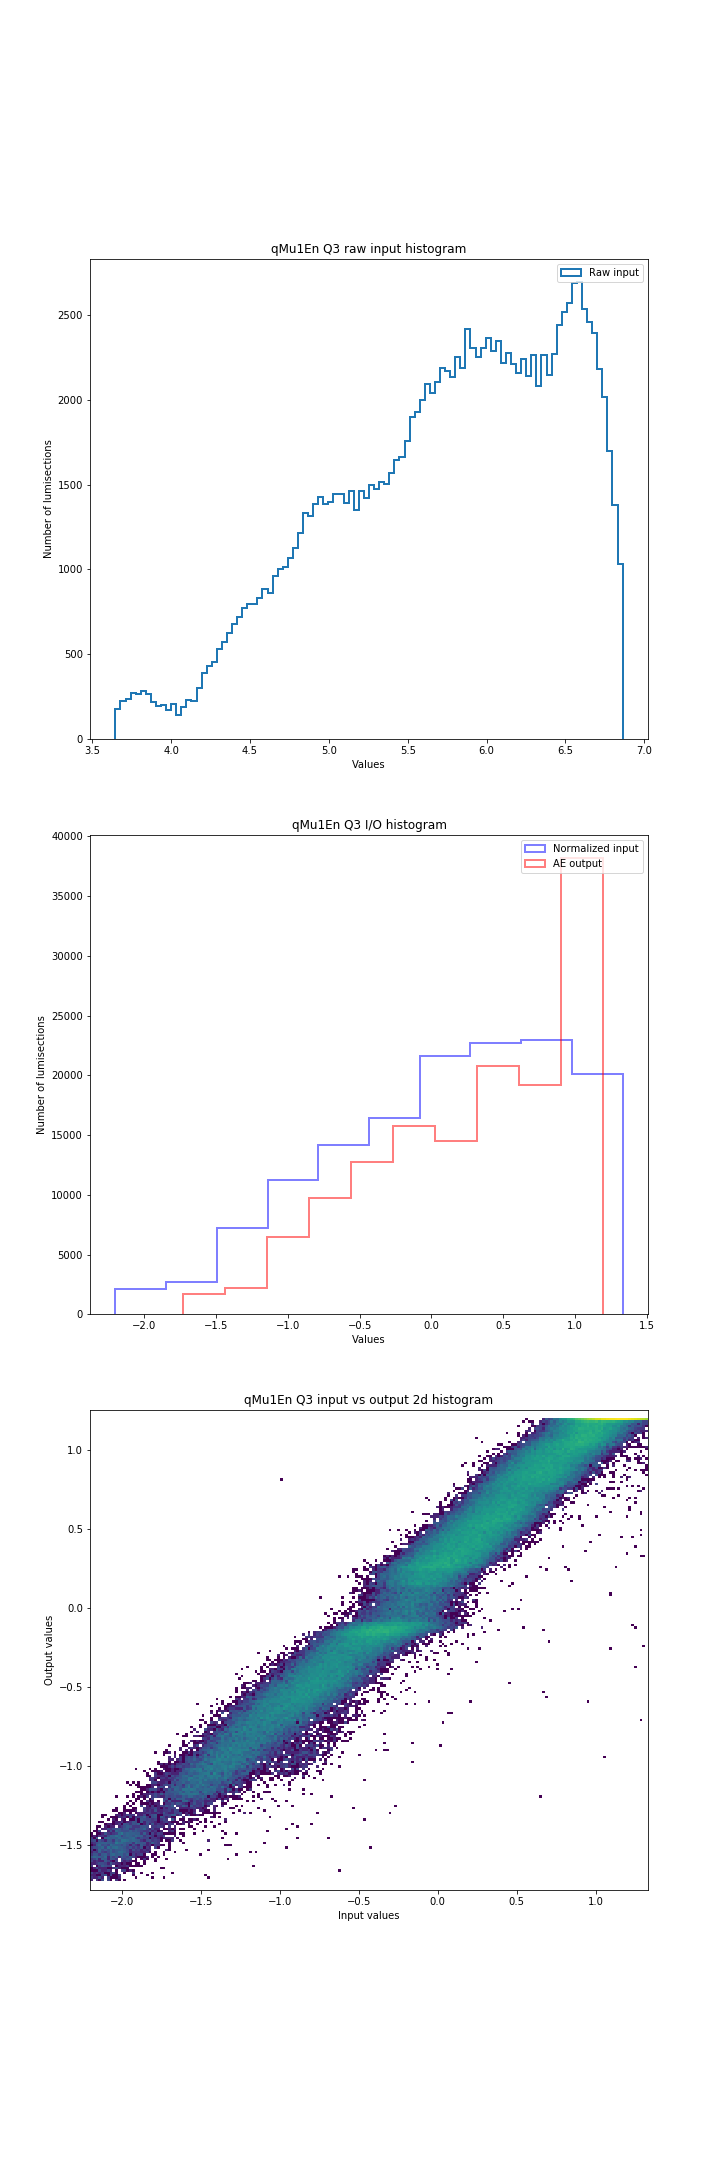 qMu1En Q3 raw input histogram
Raw input
2500
2000
1500
1000
500
0
Number of lumisections
3.5 4.0 4.5 5.0 5.5 6.0 6.5 7.0
Values
qMu1En Q3 I/O histogram
Normalized input
AE output
40000
35000
30000
25000
20000
15000
10000
5000
0
Number of lumisections
−2.0 −1.5 −1.0 −0.5 0.0 0.5 1.0 1.5
Values
qMu1En Q3 input vs output 2d histogram
1.0
0.5
0.0
−0.5
−1.0
−1.5
Output values
−2.0 −1.5 −1.0 −0.5 0.0 0.5 1.0
Input values